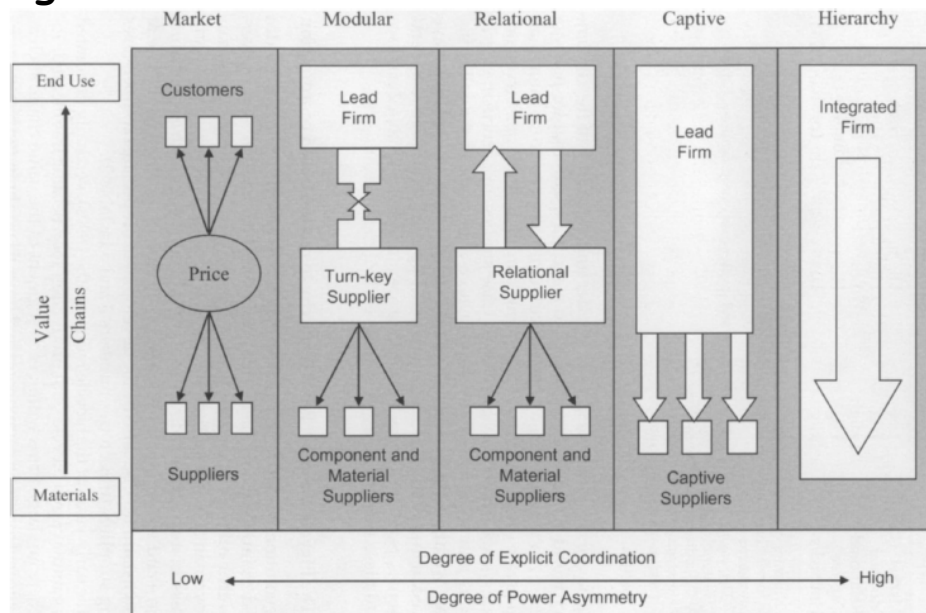 Market
Modular
Relational
Captive
Hierarchy
End Use
Value
Chains
Materials
Customers
Price
Suppliers
Lead
Firm
Turn-key
Supplier
Component and
Material
Suppliers
Lead
Firm
Relational
Supplier
Component and
Material
Suppliers
Lead
Firm
Captive
Suppliers
Integrated
Firm
Degree of Explicit Coordination
Low
High
Degree of Power Asymmetry